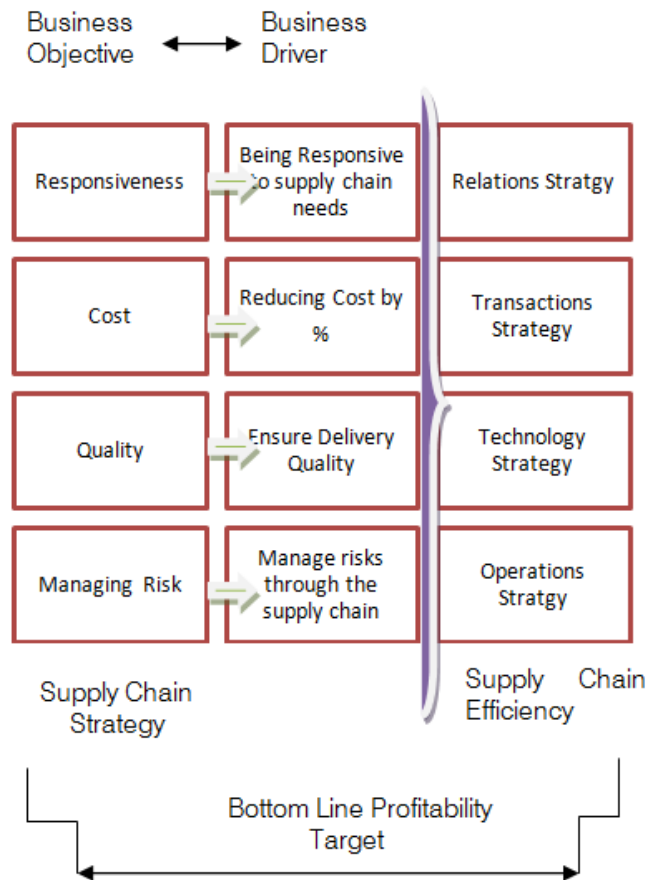 Business
Objective
Business
Driver
Responsiveness
Being Responsive
to supply chain
needs
Relations Stratgy
Cost
Reducing Cost by
%
Transactions
Strategy
Quality
Ensure Delivery
Quality
Technology
Strategy
Managing Risk
Manage risks
through the
supply chain
Operations
Stratgy
Supply Chain
Strategy
Supply Chain
Efficiency
Bottom Line Profitability
Target